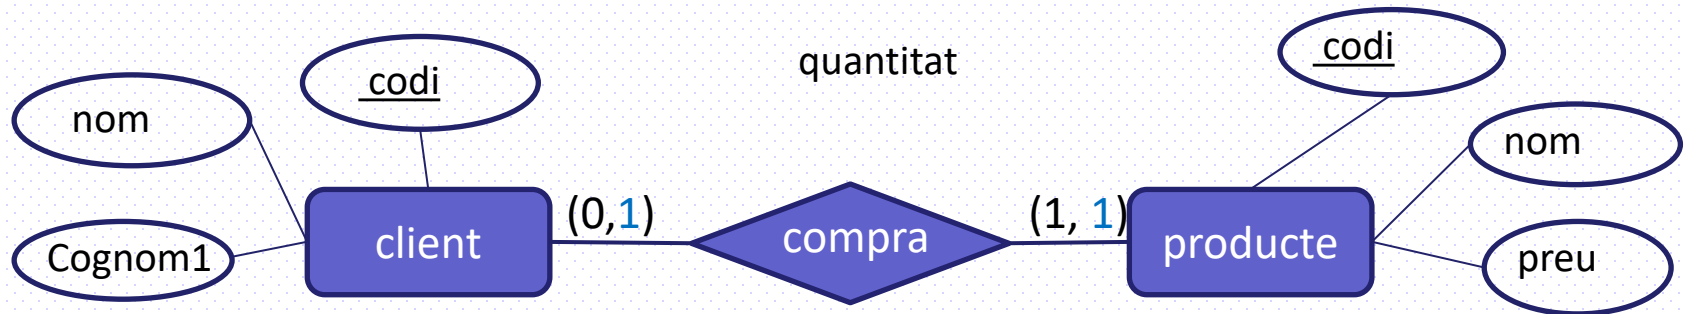 nom
codi
Cognom1
client
(0,1)
quantitat
compra
(1, 1)
producte
codi
nom
preu